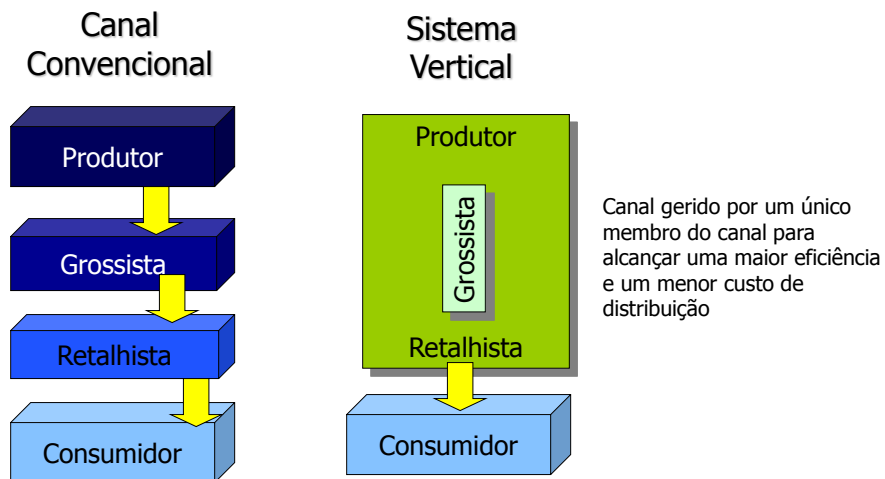 Canal
Convencional
Produtor
Grossista
Retalhista
Consumidor
Sistema
Vertical
Produtor
Grossista
Retalhista
Consumidor
Canal gerido por um único
membro do canal para
alcançar uma maior eficiência
e um menor custo de
distribuição